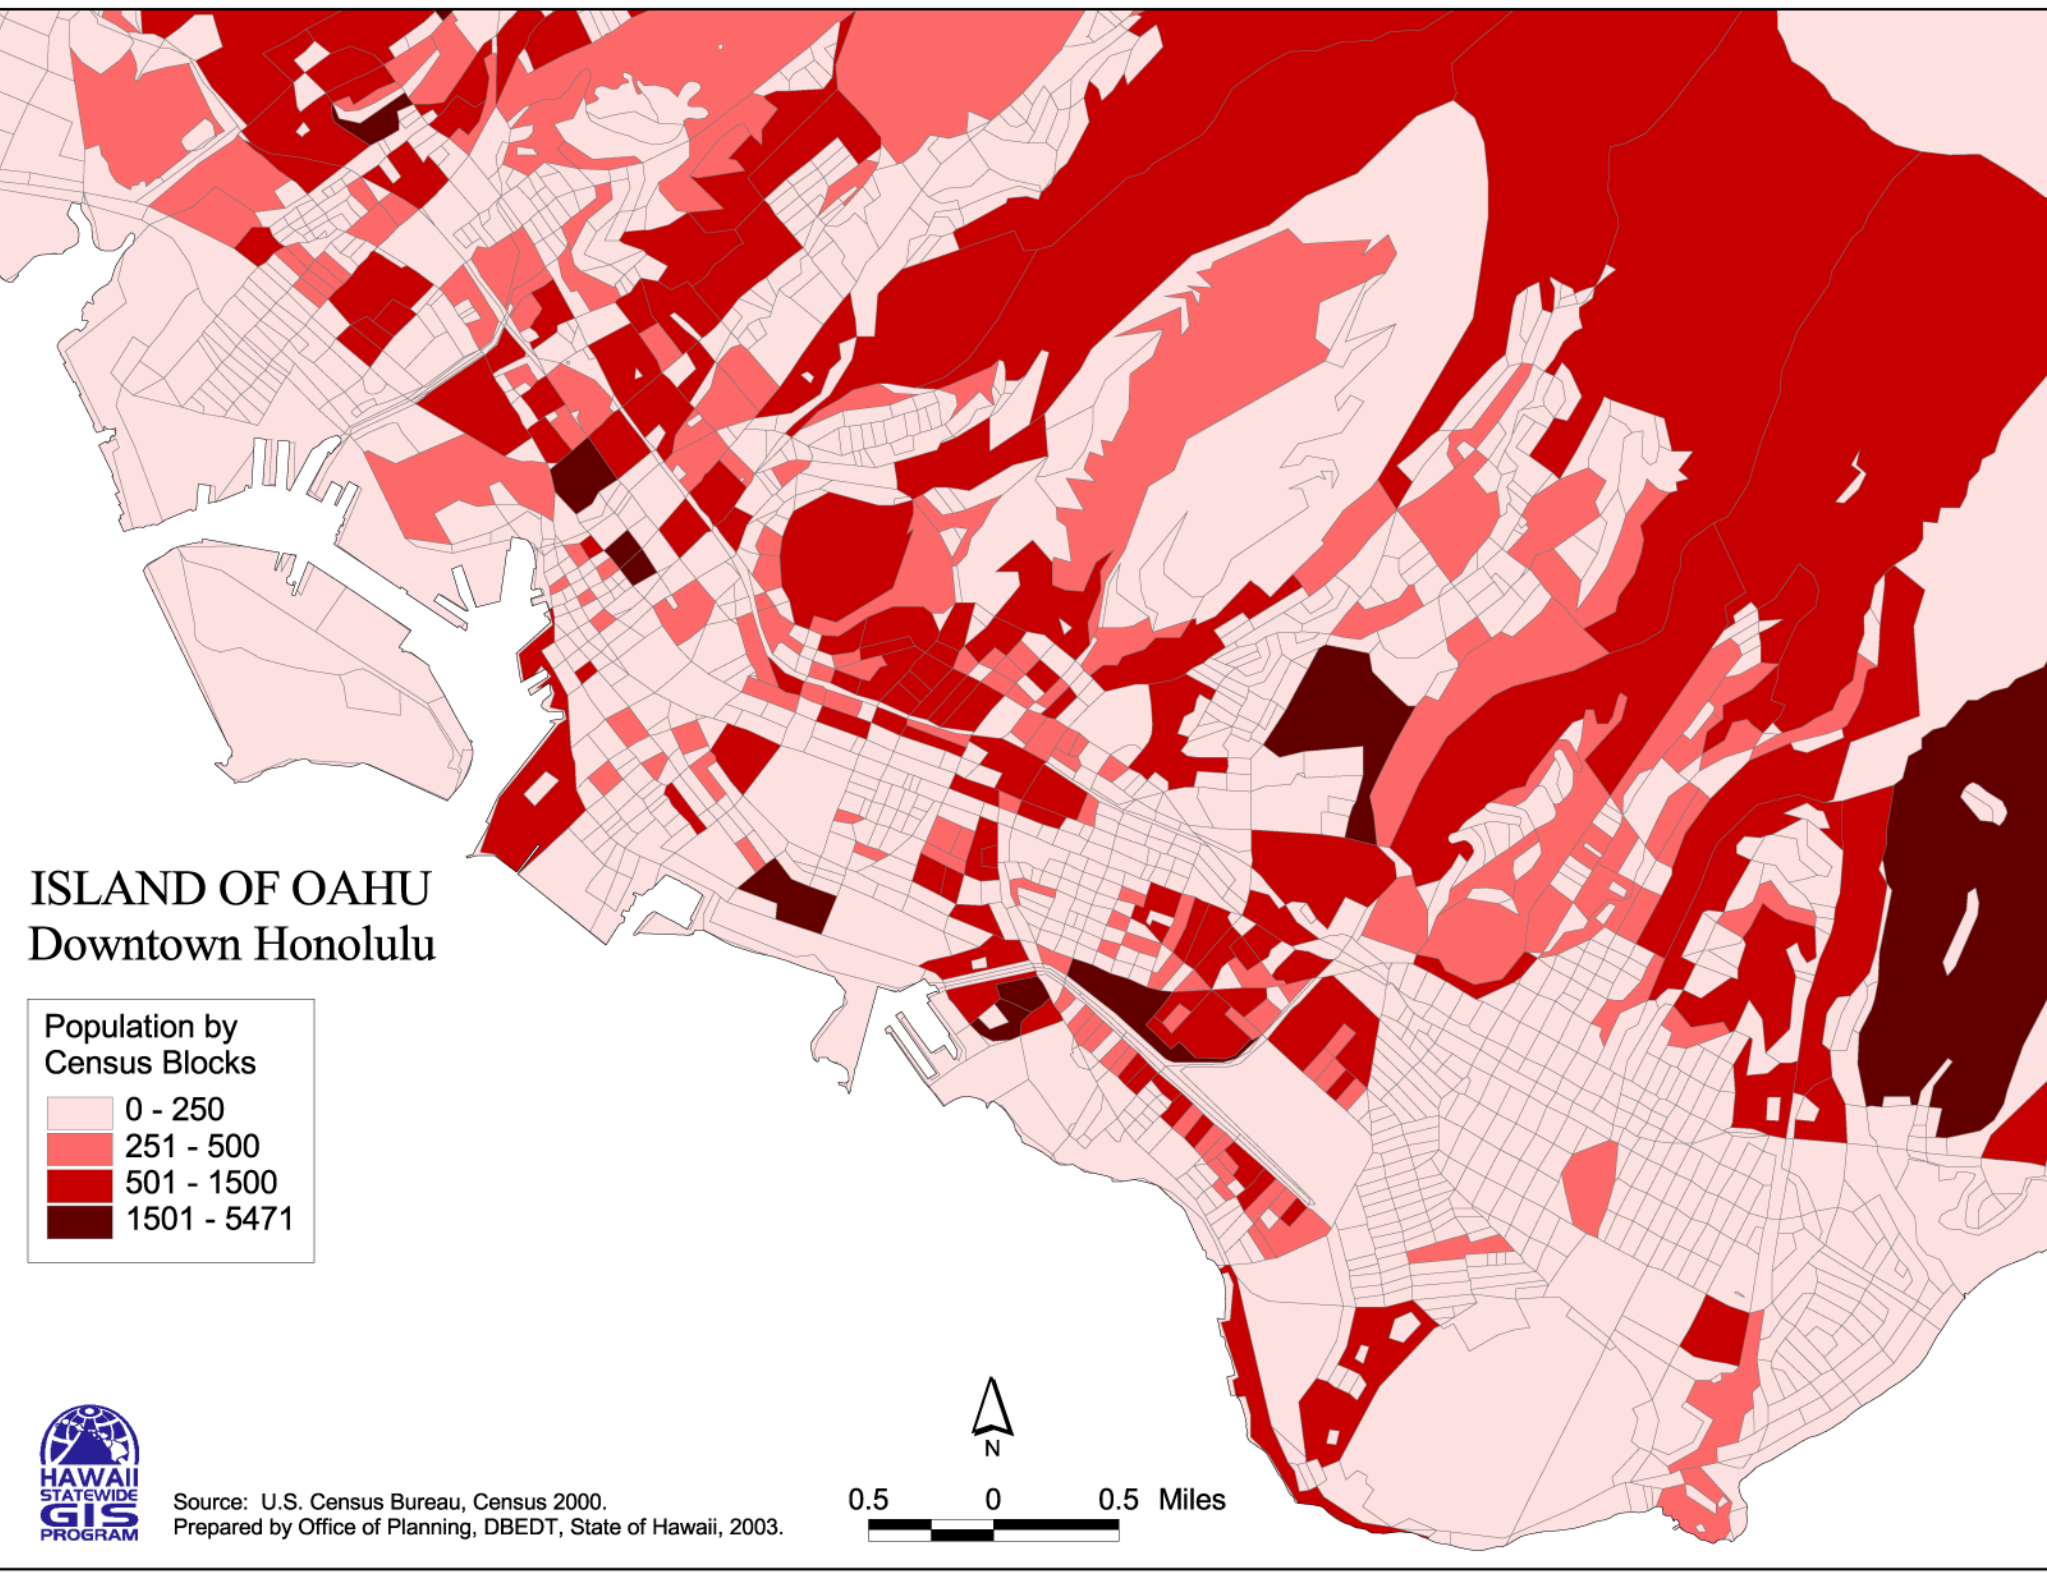 ISLAND OF OAHU
Downtown Honolulu
Population by
Census Blocks
0 - 250
251 - 500
501 - 1500
1501 - 5471
HAWAII
STATEWIDE
GIS
PROGRAM
Source:  U.S. Census Bureau, Census 2000.
Prepared by Office of Planning, DBEDT, State of Hawaii, 2003.
N
0.5 0 0.5 Miles